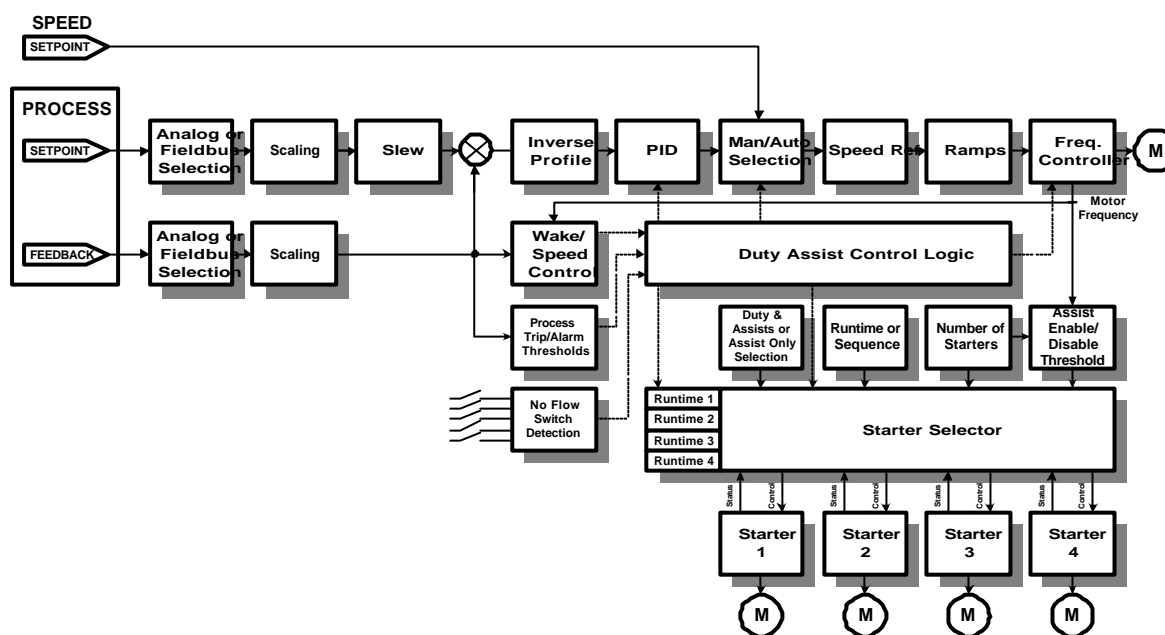 SPEED
SETPOINT
PROCESS
SETPOINT
Analog or
Fieldbus
Selection
Scaling
Slew
Inverse
Profile
PID
Man/Auto
Selection
Speed Ref
Ramps
Freq.
Controller
M
Motor
Frequency
FEEDBACK
Analog or
Fieldbus
Selection
Scaling
Wake/
Speed
Control
Duty Assist Control Logic
Process
Trip/Alarm
Thresholds
Duty &
Assists or
Assist Only
Selection
Runtime or
Sequence
Number of
Starters
Assist
Enable/
Disable
Threshold
No Flow
Switch
Detection
Runtime 1
Runtime 2
Runtime 3
Runtime 4
Starter Selector
Status
Control
Status
Control
Status
Control
Status
Control
Starter
1
Starter
2
Starter
3
Starter
4
M
M
M
M